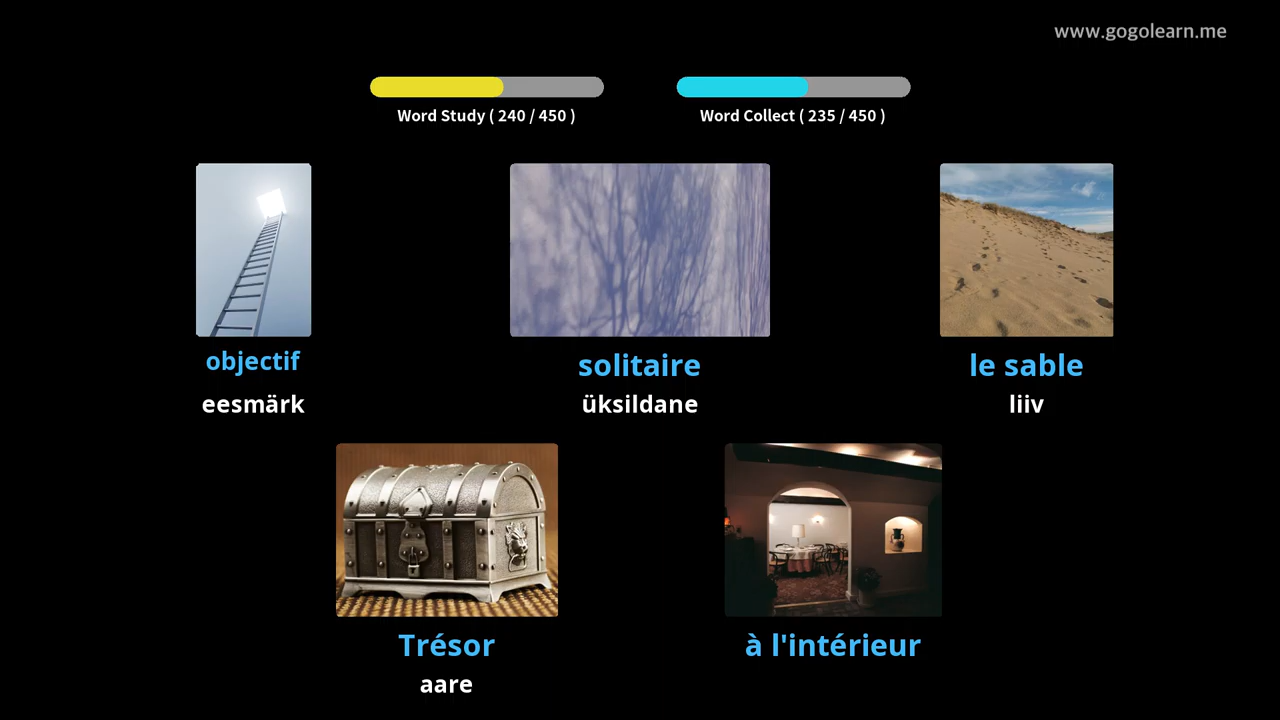 www.gogolearn.me
Word Study ( 240 / 450 )
Word Collect ( 235 / 450 )
objectif
eesmärk
solitaire
üksildane
le sable
liiv
Trésor
aare
à l'intérieur